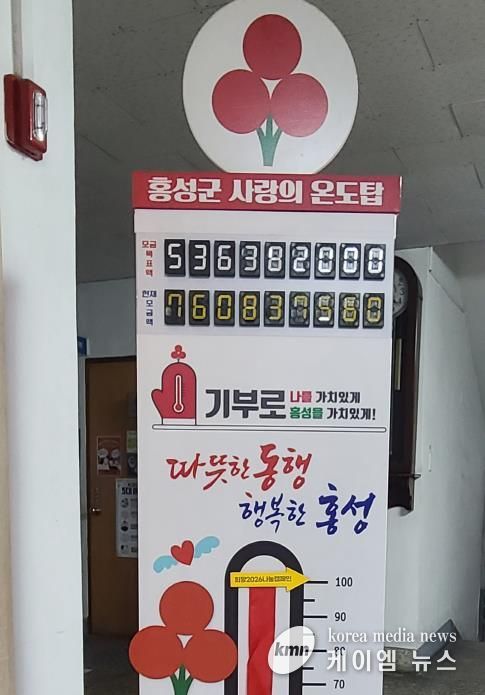 홍성군 사랑의 온도탑
모금
목표액
536382000
현재
모금액
760837560
기부로 나를 가치있게
홍성을 가치있게!
따뜻한 동행
행복한 홍성
희망2026나눔캠페인
100
90
80
70
kmn
korea media news
케이엠 뉴스